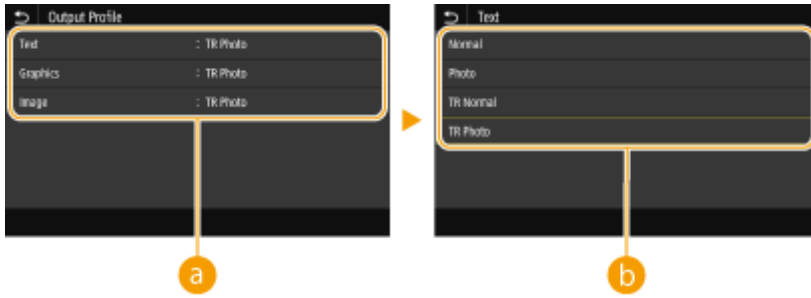 Output Profile
Text : TR Photo
Graphics : TR Photo
Image : TR Photo
a
Text
Normal
Photo
TR Normal
TR Photo
b